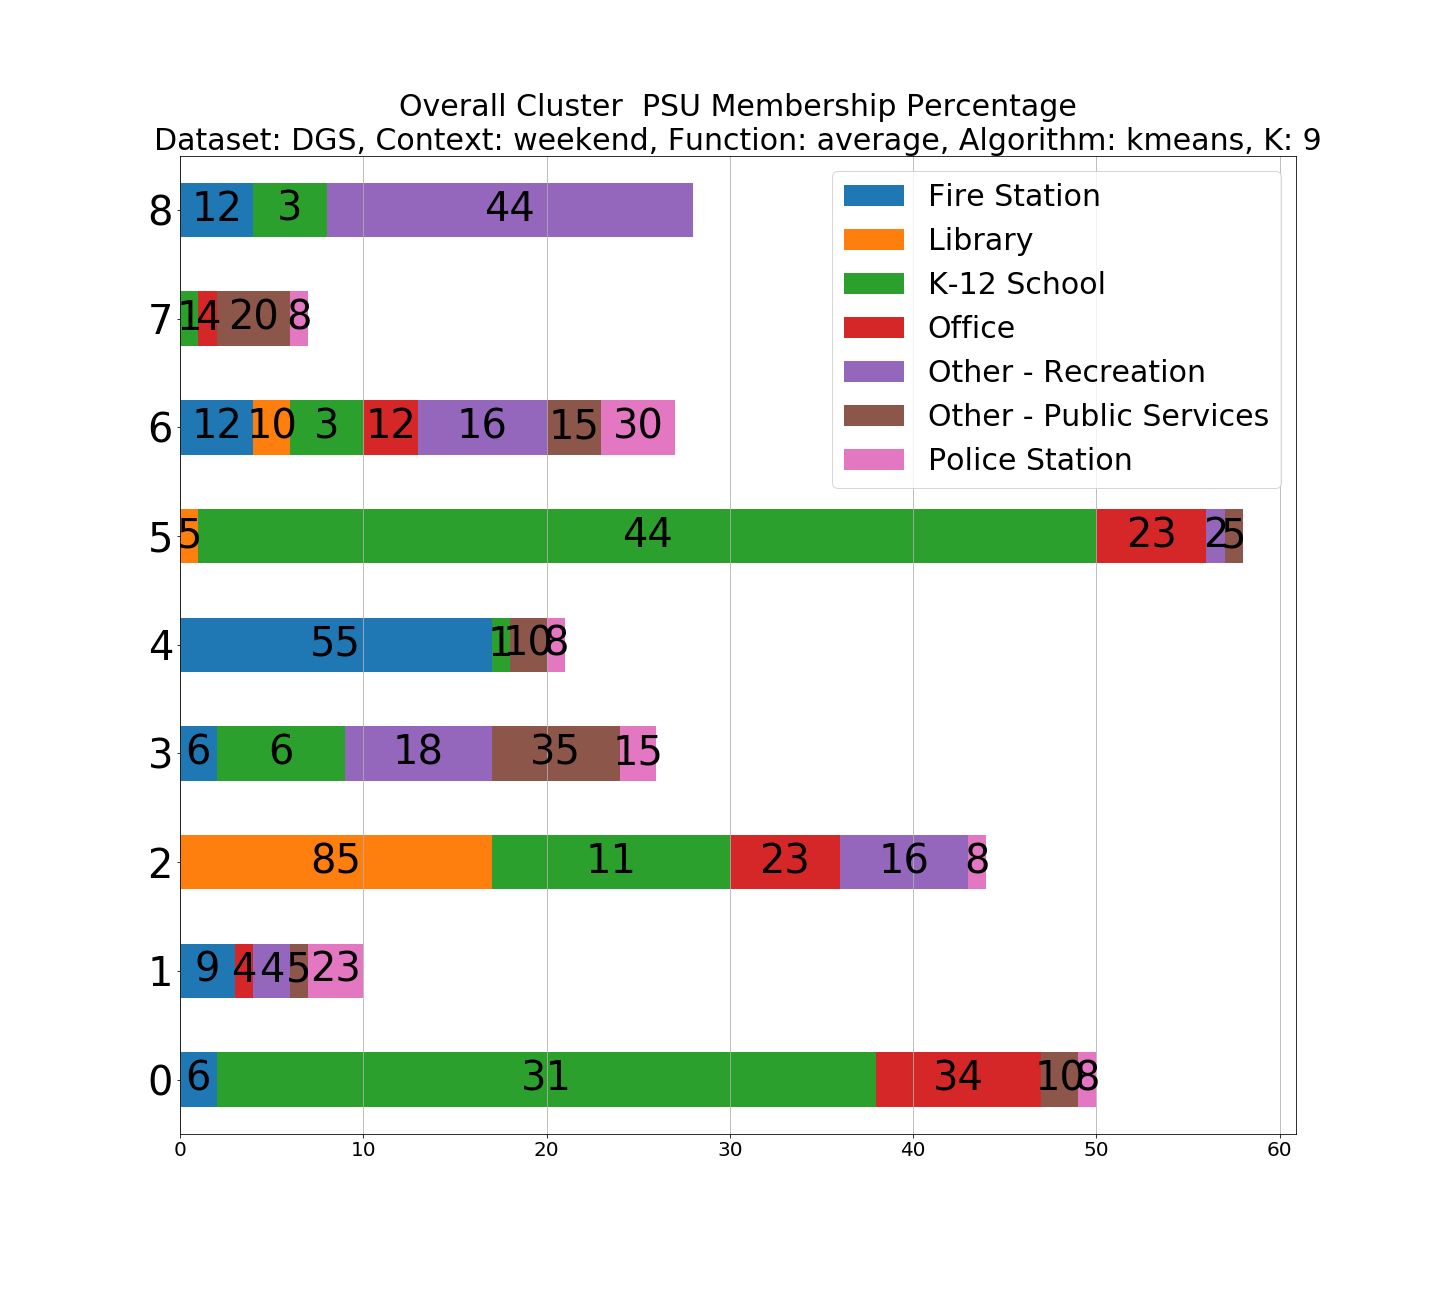 Overall Cluster  PSU Membership Percentage
Dataset: DGS, Context: weekend, Function: average, Algorithm: kmeans, K: 9
Fire Station
Library
K-12 School
Office
Other - Recreation
Other - Public Services
Police Station
8 12 3 44
7 1 4 20 8
6 12 10 3 12 16 15 30
5 5 44 23 2 5
4 55 1 10 8
3 6 6 18 35 15
2 85 11 23 16 8
1 9 4 4 5 23
0 6 31 34 10 8
0 10 20 30 40 50 60